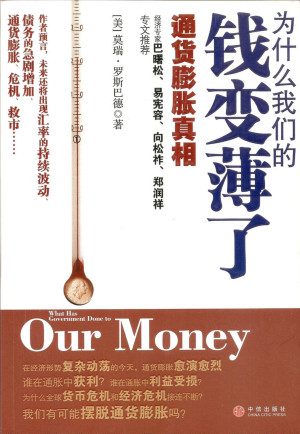 为什么我们的
钱变薄了
通货膨胀真相
经济专家巴曙松、易宪容、向松祚、郑润祥
专文推荐
[美]莫瑞·罗斯巴德◎著
作者预言,未来还将出现汇率的持续波动、
债务的急剧增加、
通货膨胀、危机、救市……
What Has
Government Done to
Our Money
在经济形势复杂动荡的今天,通货膨胀愈演愈烈
谁在通胀中获利?谁在通胀中利益受损?
为什么全球货币危机和经济危机接连不断?
我们有可能摆脱通货膨胀吗?
中信出版社
CHINA CITIC PRESS